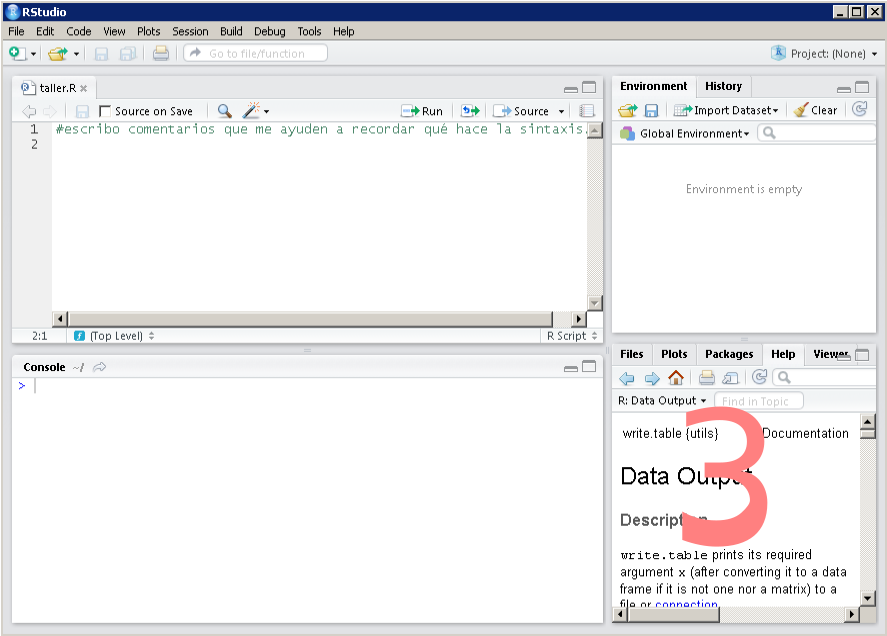 RStudio
File Edit Code View Plots Session Build Debug Tools Help
Go to file/function Project: (None)
taller.R
Source on Save Run Source
1 #escribo comentarios que me ayuden a recordar qué hace la sintaxis.
2
2:1 (Top Level) R Script
Console ~/
>
Environment History
Import Dataset Clear
Global Environment
Environment is empty
Files Plots Packages Help Viewer
R: Data Output Find in Topic
write.table {utils} Documentation
3
Data Output
Description
write.table prints its required
argument x (after converting it to a data
frame if it is not one nor a matrix) to a
file or connection